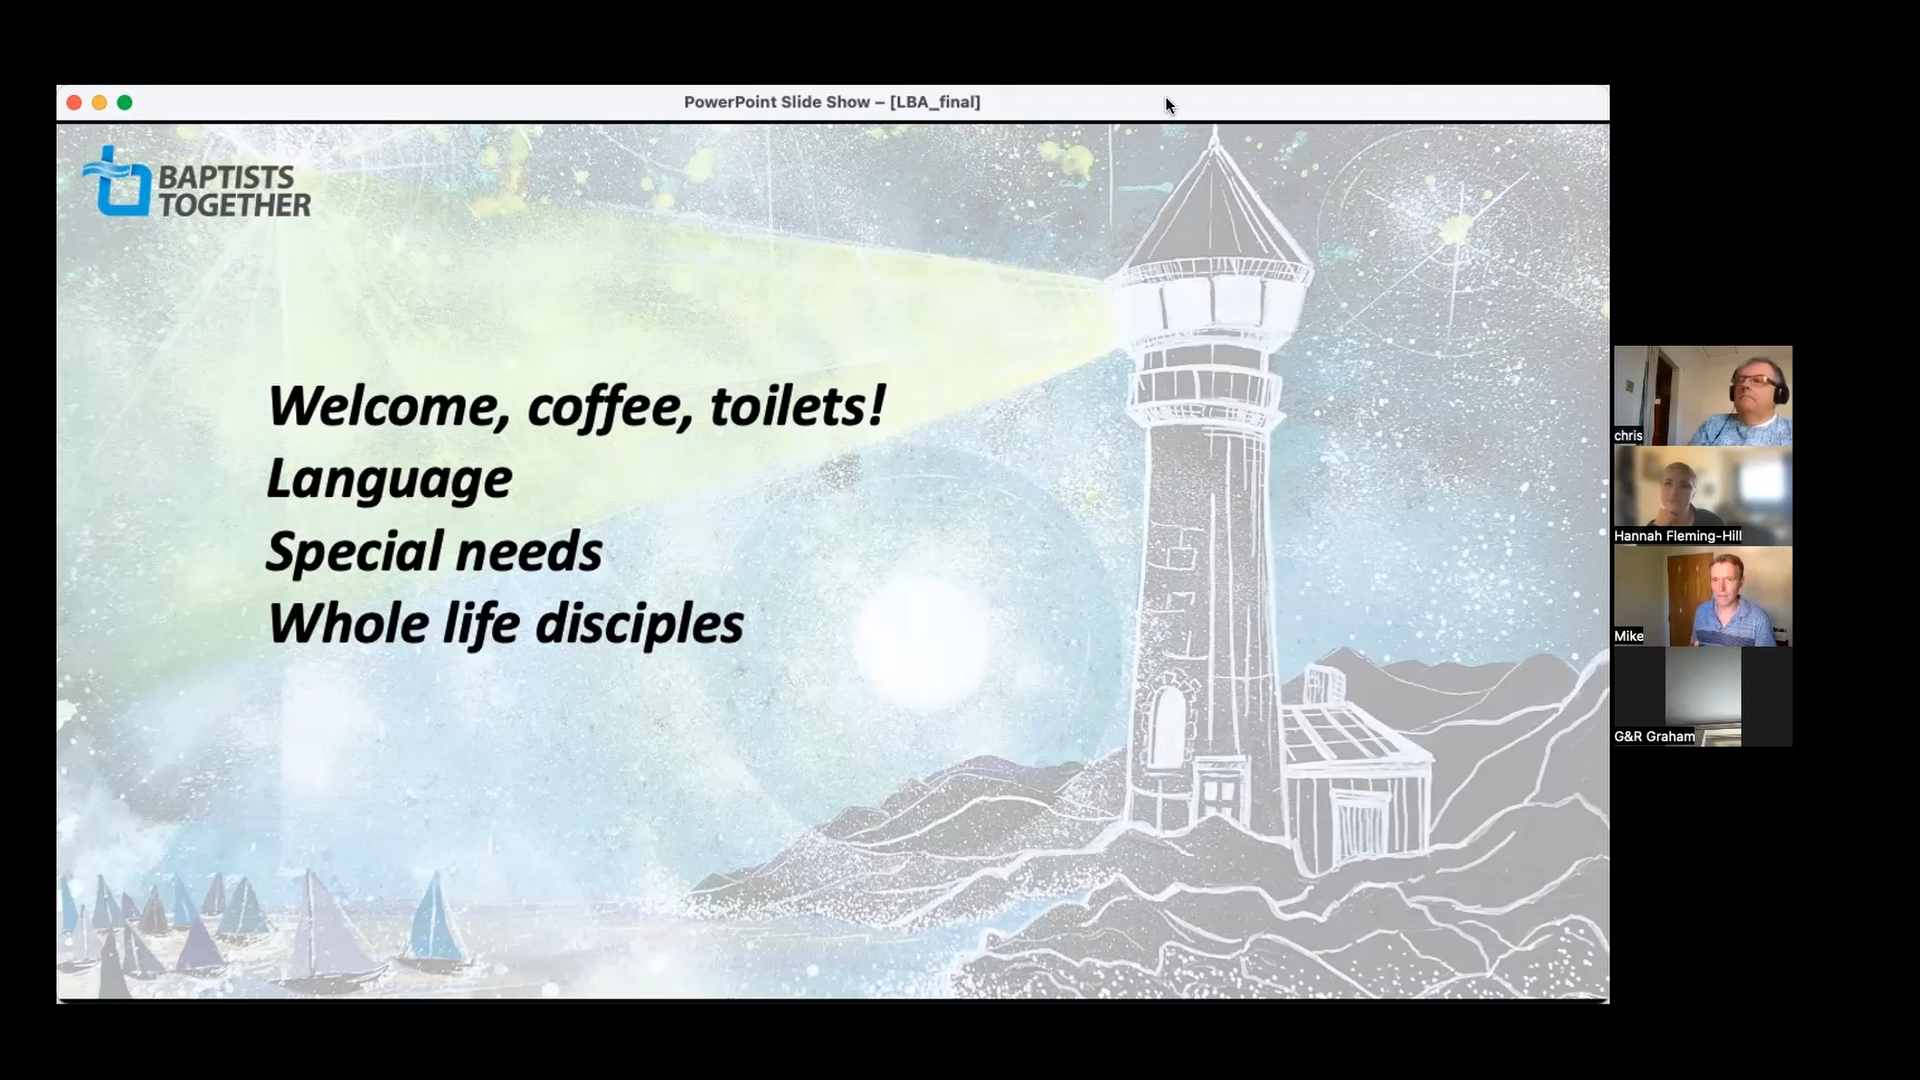 PowerPoint Slide Show – [LBA_final]
BAPTISTS
TOGETHER
Welcome, coffee, toilets!
Language
Special needs
Whole life disciples
chris
Hannah Fleming-Hill
Mike
G&R Graham